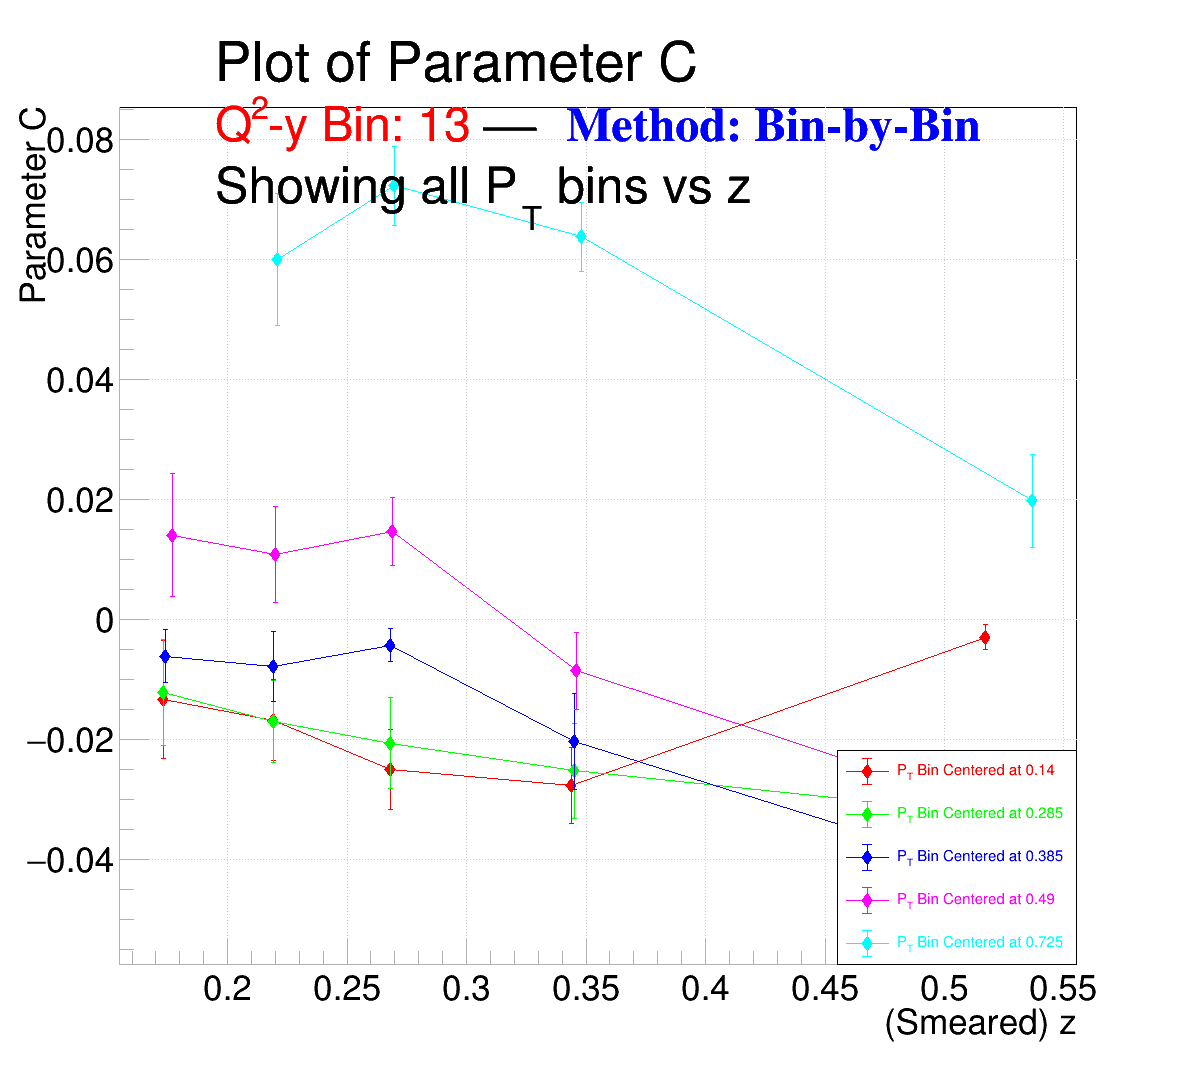 Plot of Parameter C
Q2-y Bin: 13 — Method: Bin-by-Bin
Showing all PT bins vs z
Parameter C
0.08
0.06
0.04
0.02
0
−0.02
−0.04
PT Bin Centered at 0.14
PT Bin Centered at 0.285
PT Bin Centered at 0.385
PT Bin Centered at 0.49
PT Bin Centered at 0.725
0.2 0.25 0.3 0.35 0.4 0.45 0.5 0.55
(Smeared) z